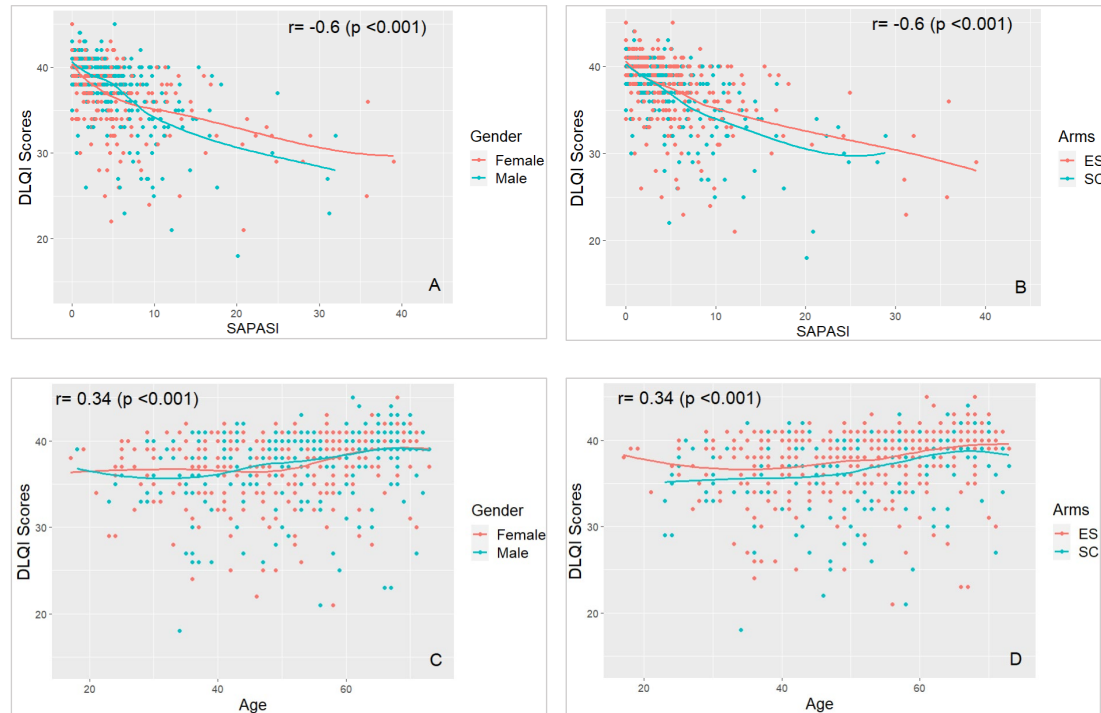 r= -0.6 (p <0.001)
DLQI Scores
40
30
20
0
10
20
30
40
SAPASI
A
Gender
Female
Male
r= -0.6 (p <0.001)
DLQI Scores
40
30
20
0
10
20
30
40
SAPASI
B
Arms
ES
SC
r= 0.34 (p <0.001)
DLQI Scores
40
30
20
20
40
60
Age
C
Gender
Female
Male
r= 0.34 (p <0.001)
DLQI Scores
40
30
20
20
40
60
Age
D
Arms
ES
SC